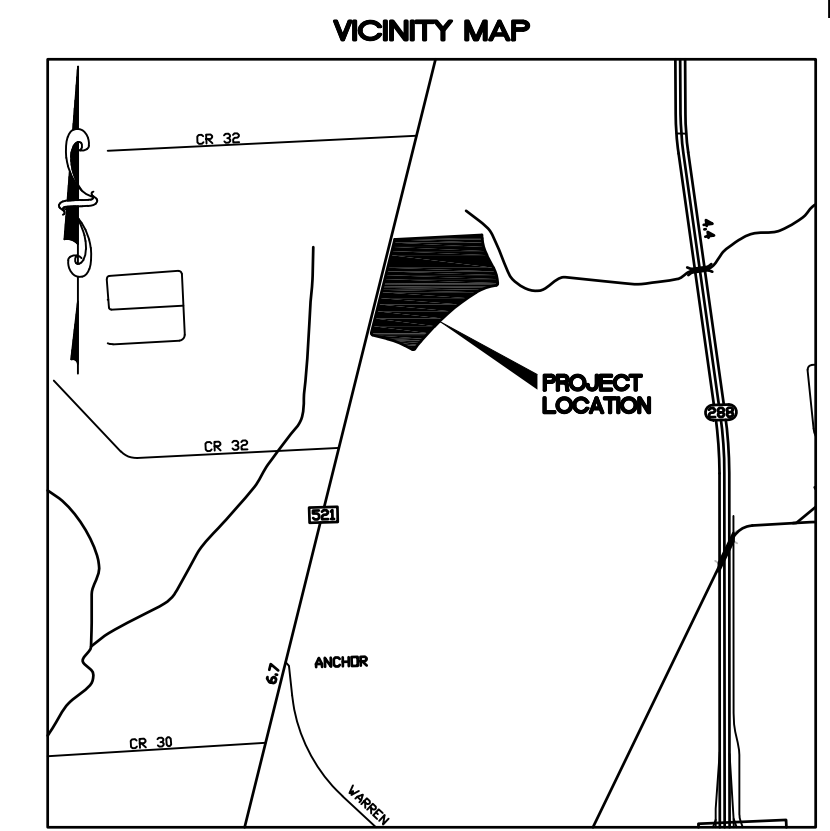 VICINITY MAP
CR 32
4.4
PROJECT
LOCATION
288
CR 32
521
ANCHOR
6.7
CR 30
WARREN